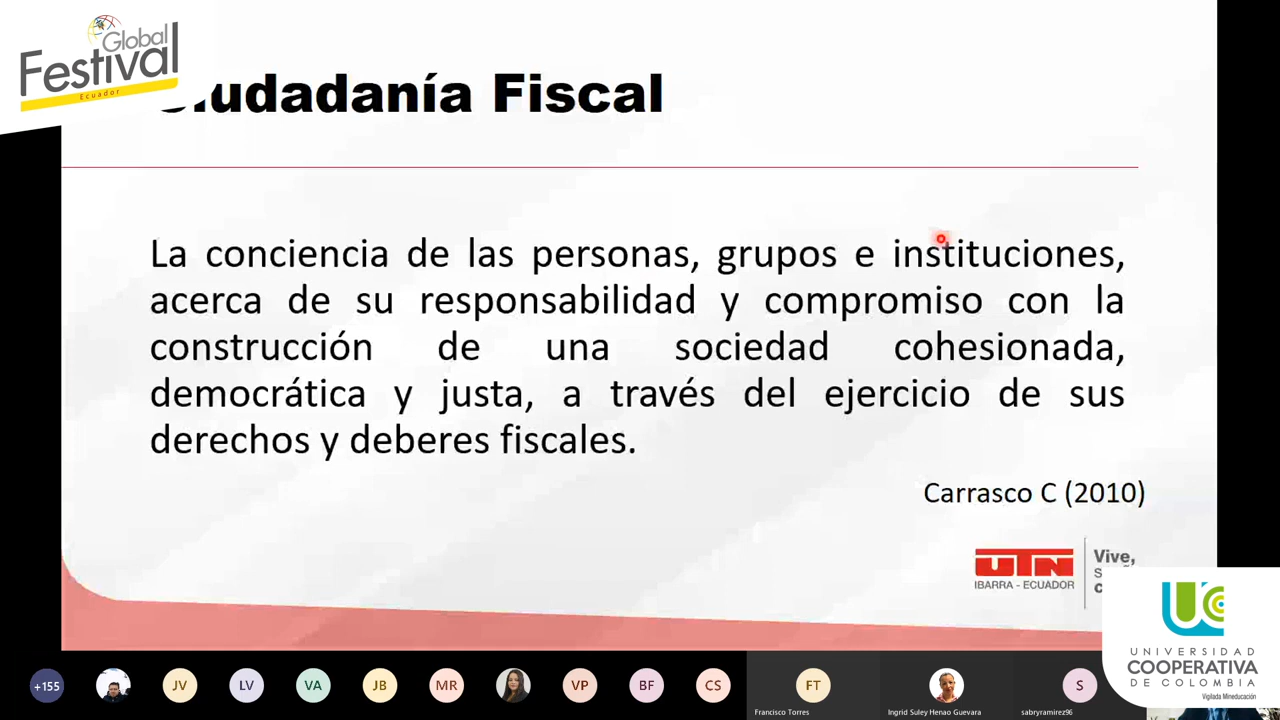 Global
Festival
Ecuador
Ciudadanía Fiscal
La conciencia de las personas, grupos e instituciones,
acerca de su responsabilidad y compromiso con la
construcción de una sociedad cohesionada,
democrática y justa, a través del ejercicio de sus
derechos y deberes fiscales.
Carrasco C (2010)
UTN
IBARRA - ECUADOR
Vive,
UNIVERSIDAD
COOPERATIVA
DE COLOMBIA
Vigilada Mineducación
+155
JV
LV
VA
JB
MR
VP
BF
CS
FT
S
Francisco Torres
Ingrid Suley Henao Guevara
sabryramirez96